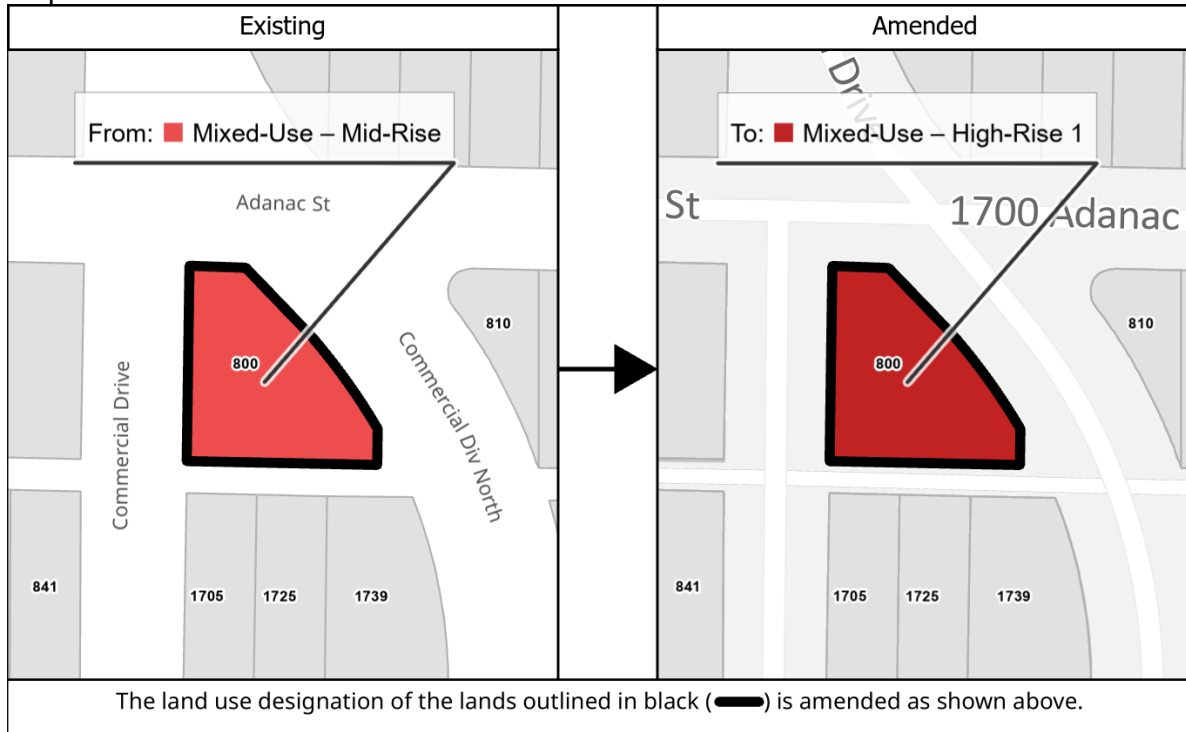 Existing
Amended
From: Mixed-Use – Mid-Rise
Adanac St
800
810
Commercial Drive
Commercial Div North
841
1705
1725
1739
Drive
To: Mixed-Use – High-Rise 1
St
1700 Adanac
800
810
841
1705
1725
1739
The land use designation of the lands outlined in black ( ) is amended as shown above.